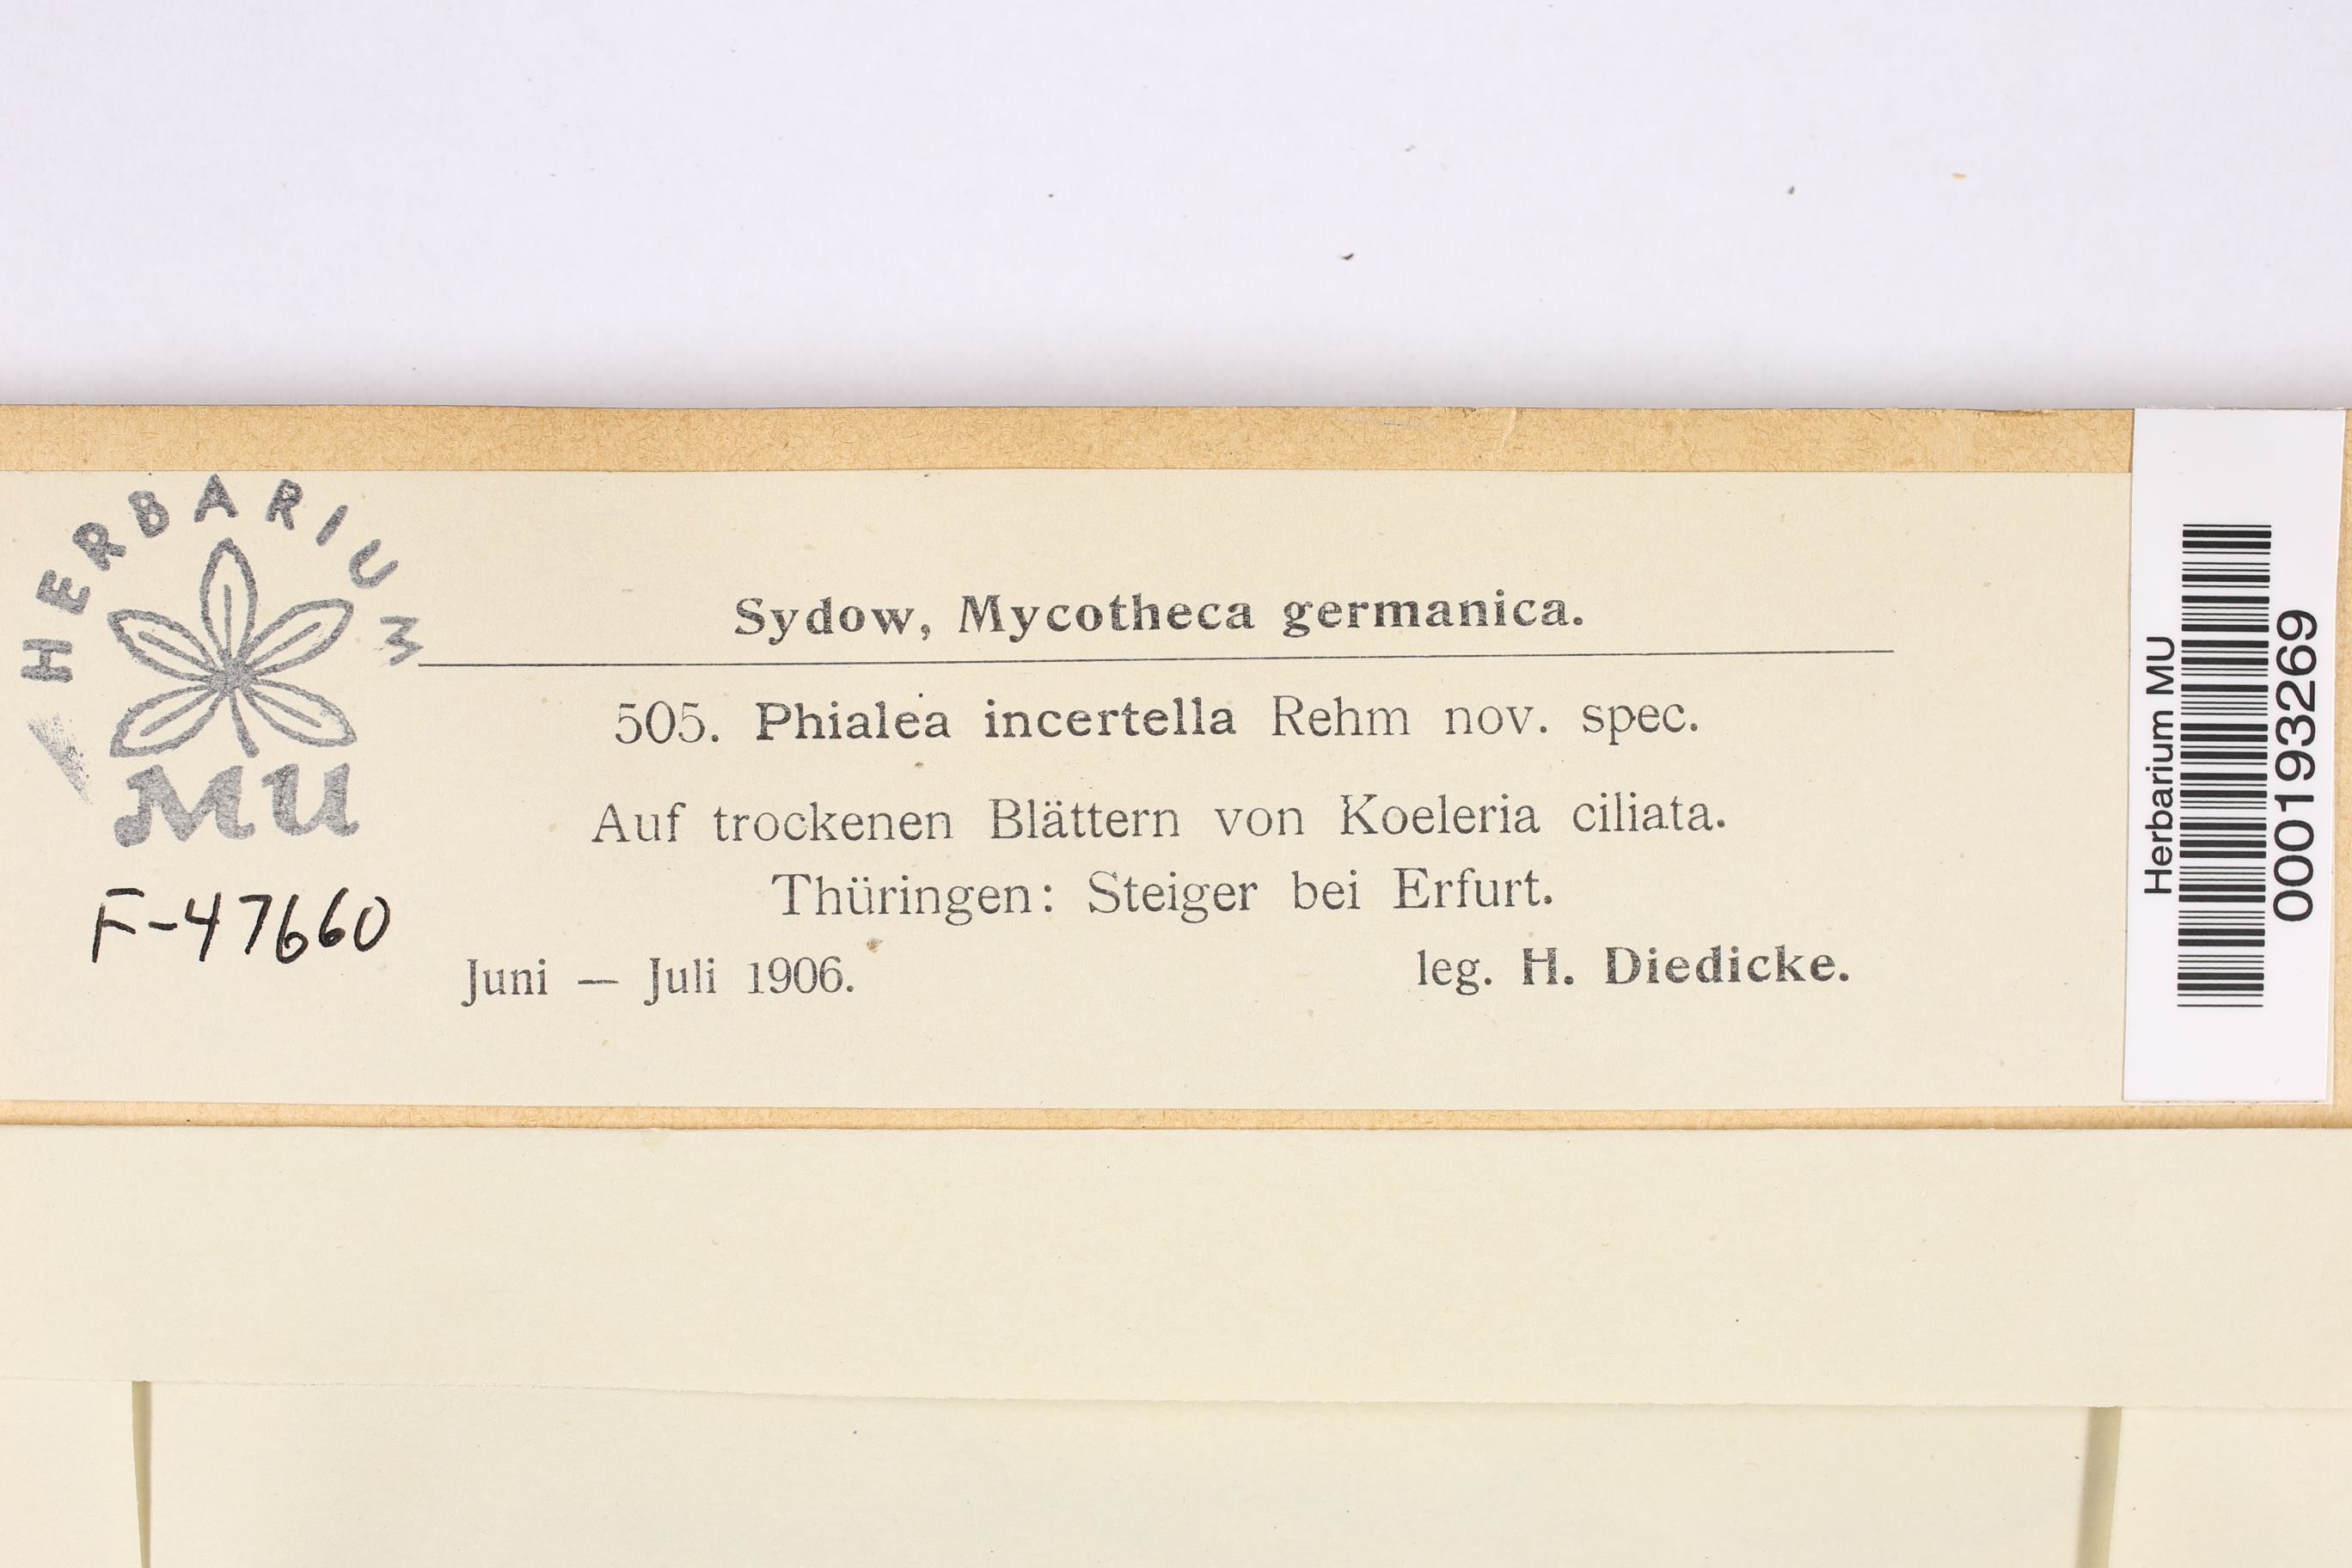 HERBARIUM
MU
F-47660
Sydow, Mycotheca germanica.
505. Phialea incertella Rehm nov. spec.
Auf trockenen Blättern von Koeleria ciliata.
Thüringen: Steiger bei Erfurt.
Juni — Juli 1906. leg. H. Diedicke.
Herbarium MU
000193269